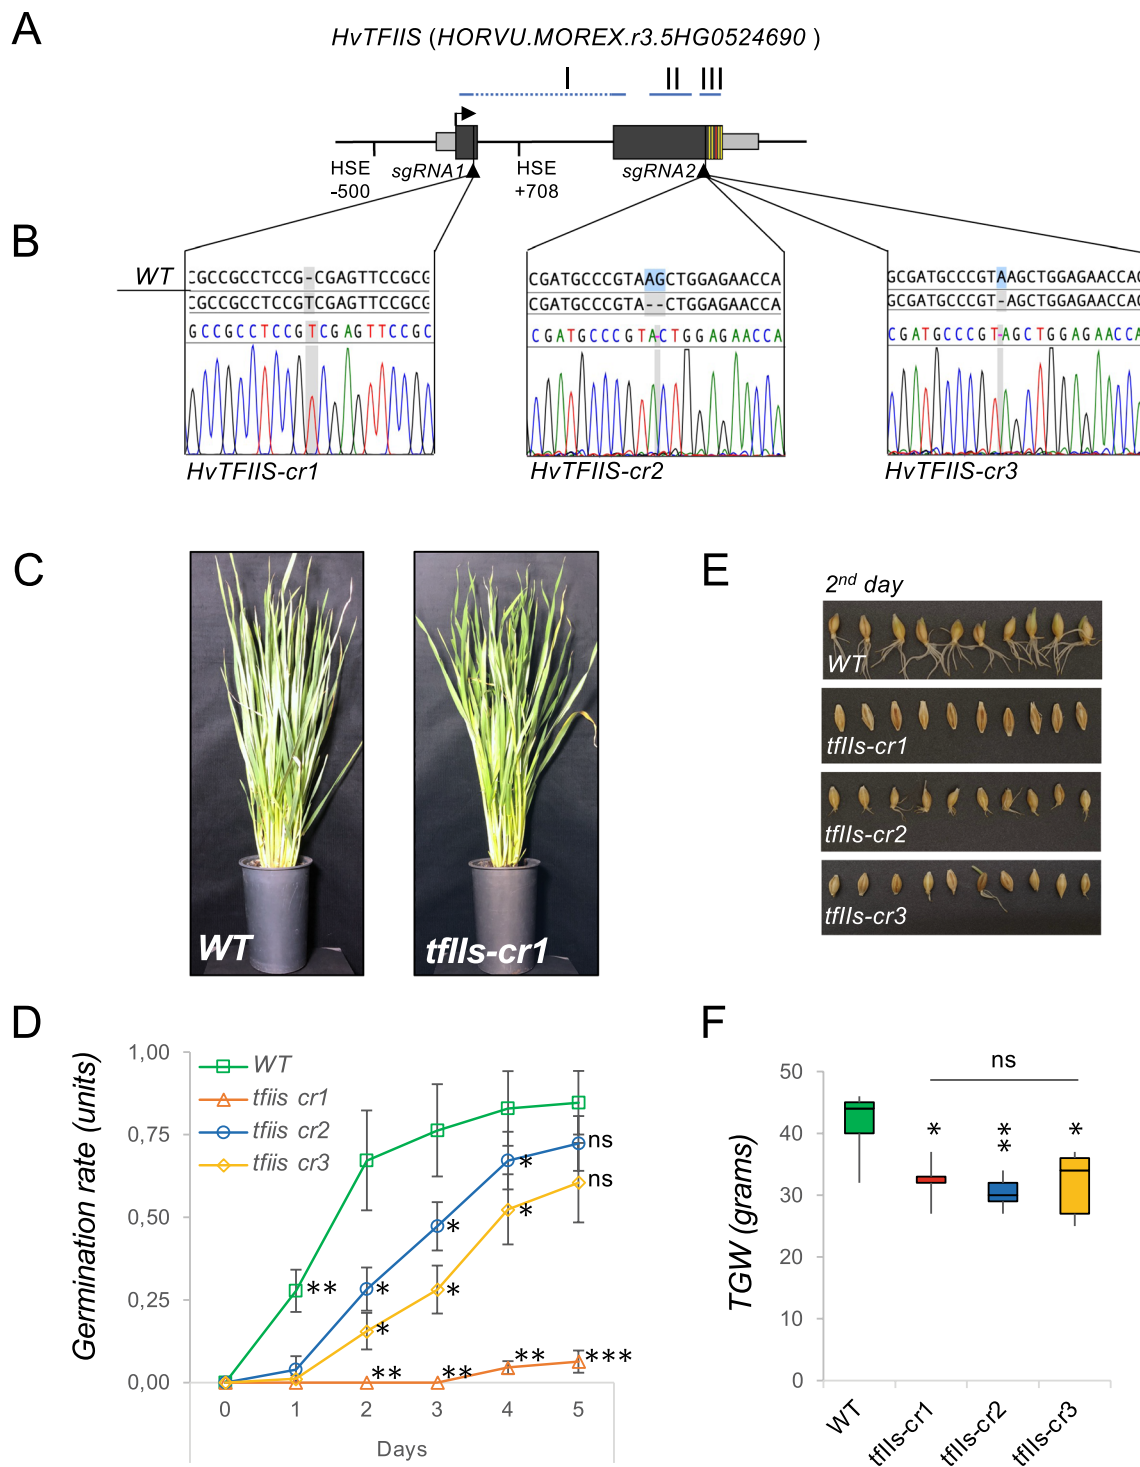 A
HvTFIIS (HORVU.MOREX.r3.5HG0524690 )
I II III
HSE
-500
sgRNA1
HSE
+708
sgRNA2
B
WT
CGCCGCCTCCG-CGAGTTCCGCG
CGCCGCCTCCGTCGAGTTCCGCG
GCCGCCTCCGTCGAGTTCCGC
HvTFIIS-cr1
CGATGCCCGTAAGCTGGAGAACCA
CGATGCCCGTA--CTGGAGAACCA
CGATGCCCGTA-CTGGAGAACCA
HvTFIIS-cr2
GCGATGCCCGTAAGCTGGAGAACCAG
GCGATGCCCGT-AGCTGGAGAACCAG
CGATGCCCGT-AGCTGGAGAACCA
HvTFIIS-cr3
C
WT
tfIIs-cr1
E
2nd day
WT
tfIIs-cr1
tfIIs-cr2
tfIIs-cr3
D
Germination rate (units)
1,00
0,75
0,50
0,25
0,00
WT
tfiis cr1
tfiis cr2
tfiis cr3
**
*
*
**
*
*
**
*
*
**
ns
ns
***
0 1 2 3 4 5
Days
F
TGW (grams)
50
40
30
20
10
0
ns
*
**
*
WT
tfIIs-cr1
tfIIs-cr2
tfIIs-cr3